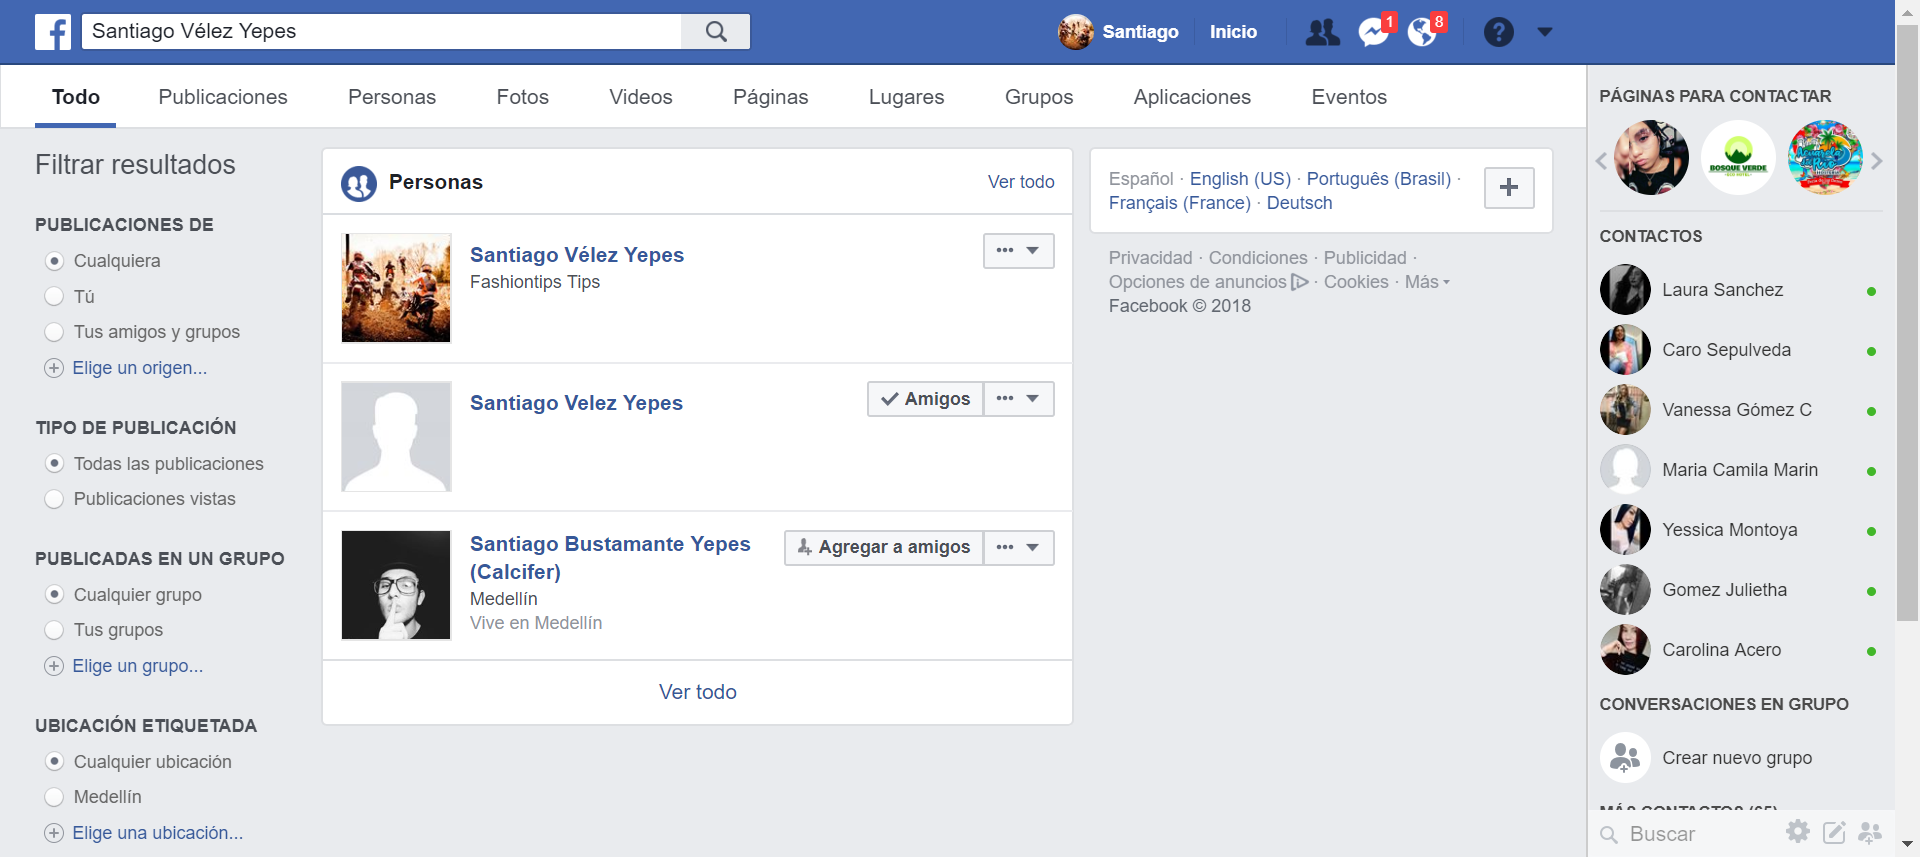 Santiago Vélez Yepes
Santiago
Inicio
1
8
Todo
Publicaciones
Personas
Fotos
Videos
Páginas
Lugares
Grupos
Aplicaciones
Eventos
Filtrar resultados
PUBLICACIONES DE
Cualquiera
Tú
Tus amigos y grupos
Elige un origen...
TIPO DE PUBLICACIÓN
Todas las publicaciones
Publicaciones vistas
PUBLICADAS EN UN GRUPO
Cualquier grupo
Tus grupos
Elige un grupo...
UBICACIÓN ETIQUETADA
Cualquier ubicación
Medellín
Elige una ubicación...
Personas
Ver todo
Santiago Vélez Yepes
Fashiontips Tips
Santiago Velez Yepes
Amigos
Santiago Bustamante Yepes
(Calcifer)
Agregar a amigos
Medellín
Vive en Medellín
Ver todo
Español · English (US) · Português (Brasil) ·
Français (France) · Deutsch
Privacidad · Condiciones · Publicidad ·
Opciones de anuncios · Cookies · Más
Facebook © 2018
PÁGINAS PARA CONTACTAR
BOSQUE VERDE
CONTACTOS
Laura Sanchez
Caro Sepulveda
Vanessa Gómez C
Maria Camila Marin
Yessica Montoya
Gomez Julietha
Carolina Acero
CONVERSACIONES EN GRUPO
Crear nuevo grupo
MÁS CONTACTOS (65)
Buscar